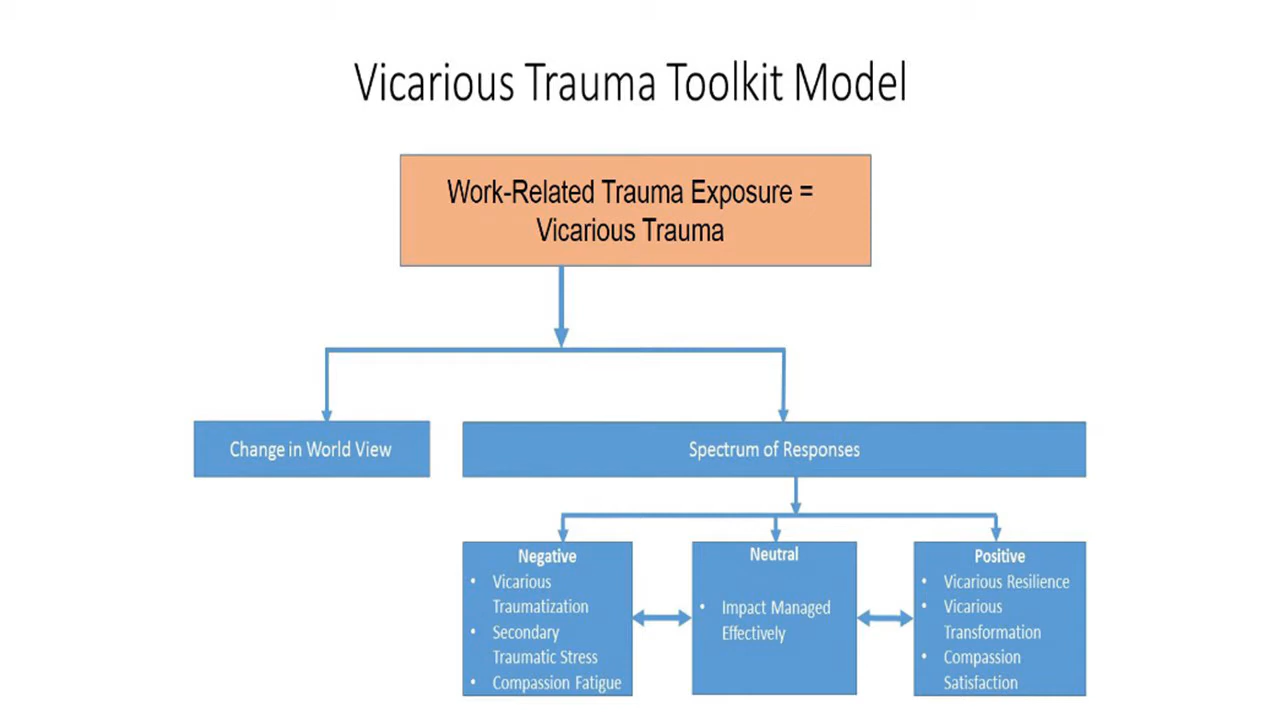 Vicarious Trauma Toolkit Model
Work-Related Trauma Exposure =
Vicarious Trauma
Change in World View
Spectrum of Responses
Negative
• Vicarious
Traumatization
• Secondary
Traumatic Stress
• Compassion Fatigue
Neutral
• Impact Managed
Effectively
Positive
• Vicarious Resilience
• Vicarious
Transformation
• Compassion
Satisfaction